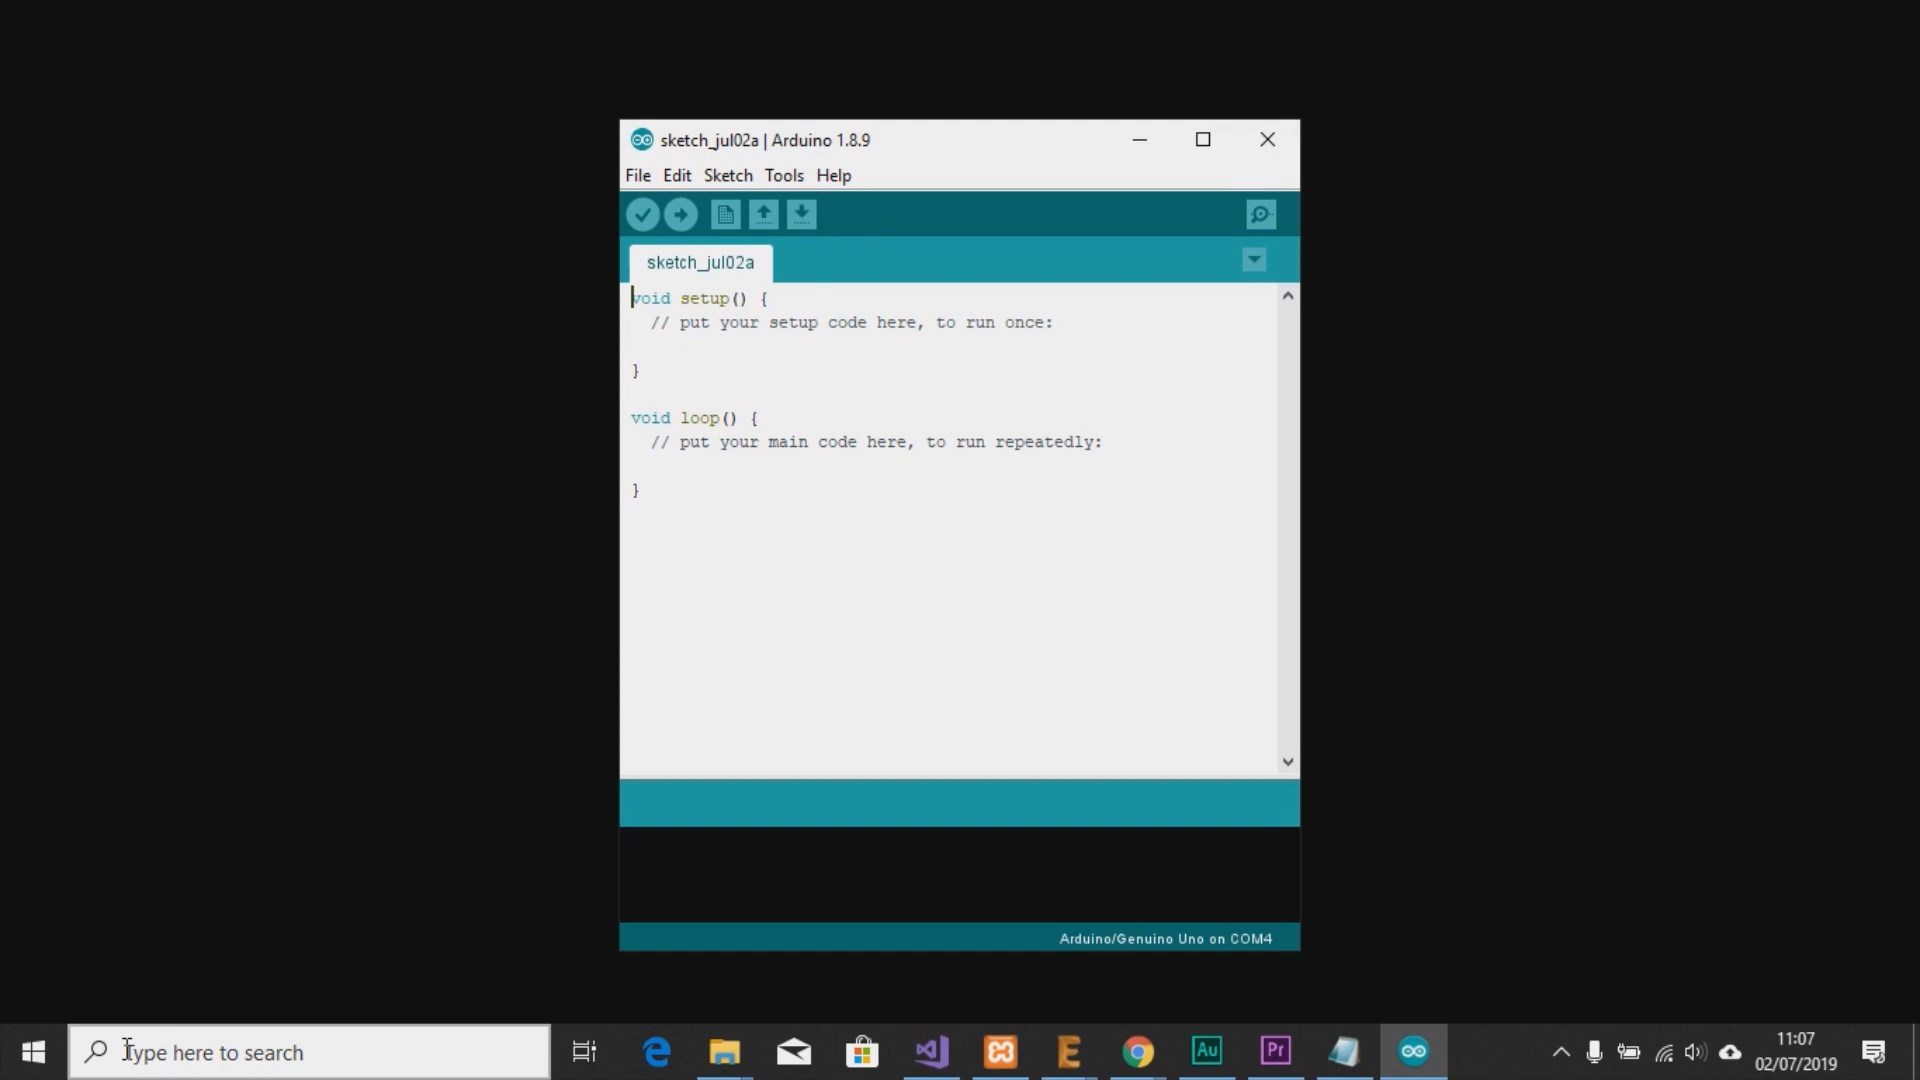 sketch_jul02a | Arduino 1.8.9
File Edit Sketch Tools Help
sketch_jul02a
void setup() {
// put your setup code here, to run once:
}
void loop() {
// put your main code here, to run repeatedly:
}
Arduino/Genuino Uno on COM4
Type here to search
Au
Pr
11:07
02/07/2019